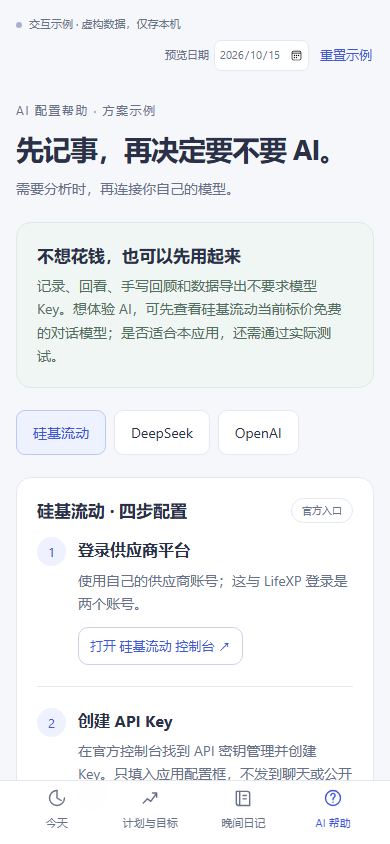 交互示例 · 虚构数据，仅存本机
预览日期 2026/10/15 重置示例
AI 配置帮助 · 方案示例
先记事，再决定要不要 AI。
需要分析时，再连接你自己的模型。
不想花钱，也可以先用起来
记录、回看、手写回顾和数据导出不要求模型
Key。想体验 AI，可先查看硅基流动当前标价免费
的对话模型；是否适合本应用，还需通过实际测
试。
硅基流动 DeepSeek OpenAI
硅基流动 · 四步配置 官方入口
1 登录供应商平台
使用自己的供应商账号；这与 LifeXP 登录是
两个账号。
打开 硅基流动 控制台 ↗
2 创建 API Key
在官方控制台找到 API 密钥管理并创建
Key。只填入应用配置框，不发到聊天或公开
今天 计划与目标 晚间日记 AI 帮助